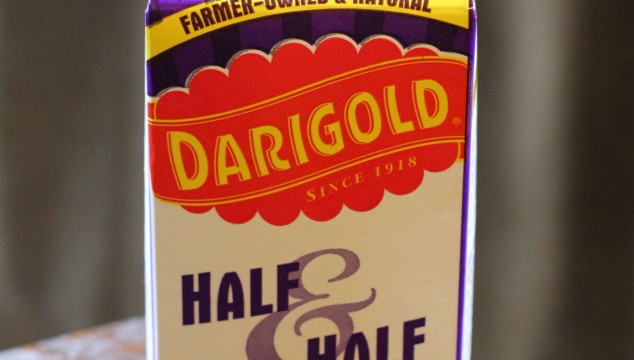 FARMER-OWNED & NATURAL
DARIGOLD®
SINCE 1918
HALF
&
HALF